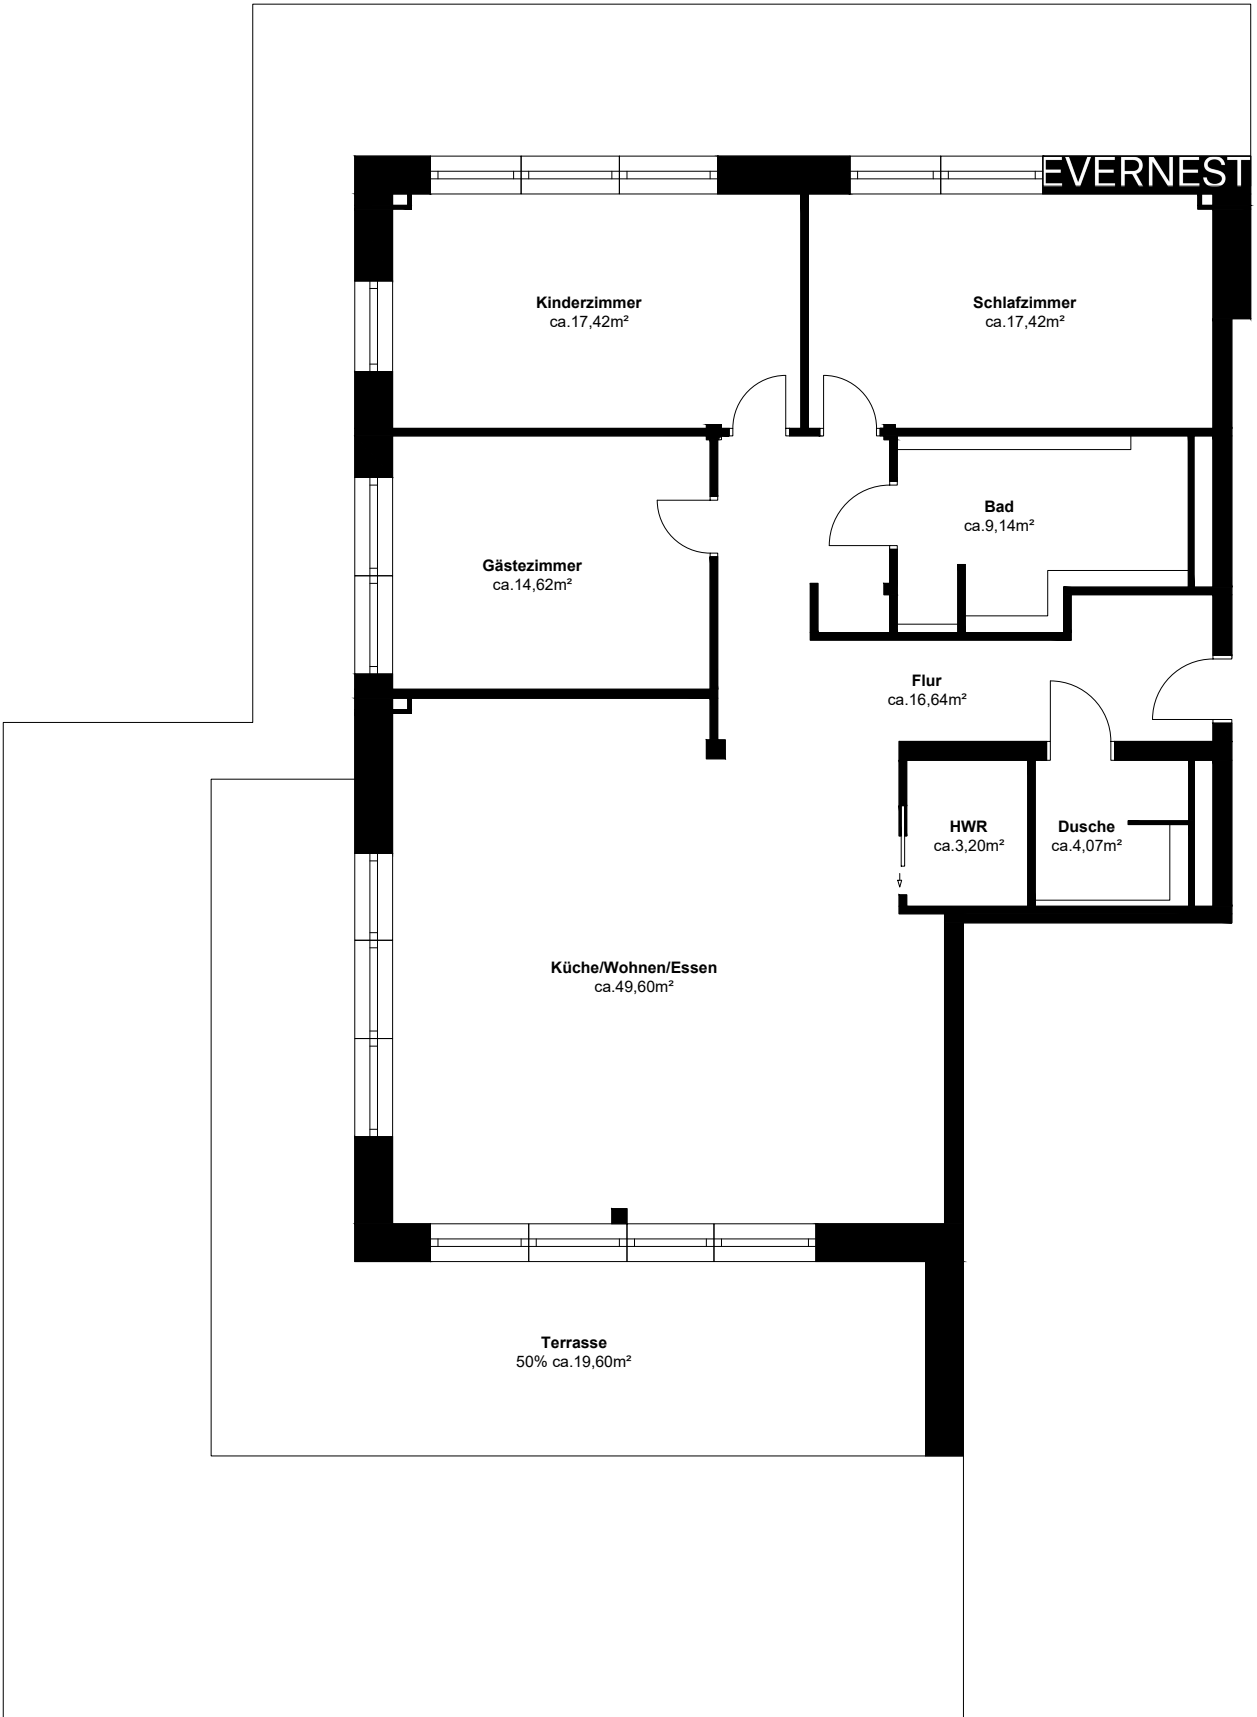 EVERNEST
Kinderzimmer
ca.17,42m²
Schlafzimmer
ca.17,42m²
Bad
ca.9,14m²
Gästezimmer
ca.14,62m²
Flur
ca.16,64m²
HWR
ca.3,20m²
Dusche
ca.4,07m²
Küche/Wohnen/Essen
ca.49,60m²
Terrasse
50% ca.19,60m²